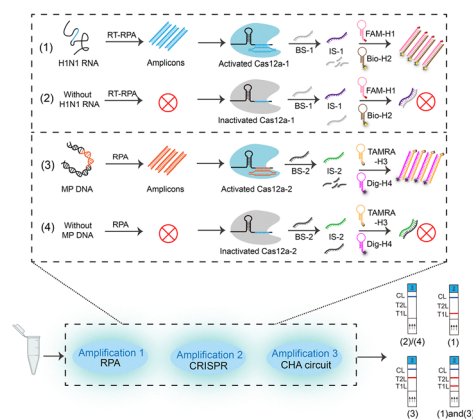 (1)
H1N1 RNA
RT-RPA
Amplicons
Activated Cas12a-1
BS-1
IS-1
FAM-H1
Bio-H2
(2)
Without
H1N1 RNA
RT-RPA
Inactivated Cas12a-1
BS-1
IS-1
FAM-H1
Bio-H2
(3)
MP DNA
RPA
Amplicons
Activated Cas12a-2
BS-2
IS-2
TAMRA
-H3
Dig-H4
(4)
Without
MP DNA
RPA
Inactivated Cas12a-2
BS-2
IS-2
TAMRA
-H3
Dig-H4
Amplification 1
RPA
Amplification 2
CRISPR
Amplification 3
CHA circuit
CL
T2L
T1L
(2)/(4)
CL
T2L
T1L
(1)
CL
T2L
T1L
(3)
CL
T2L
T1L
(1)and(3)